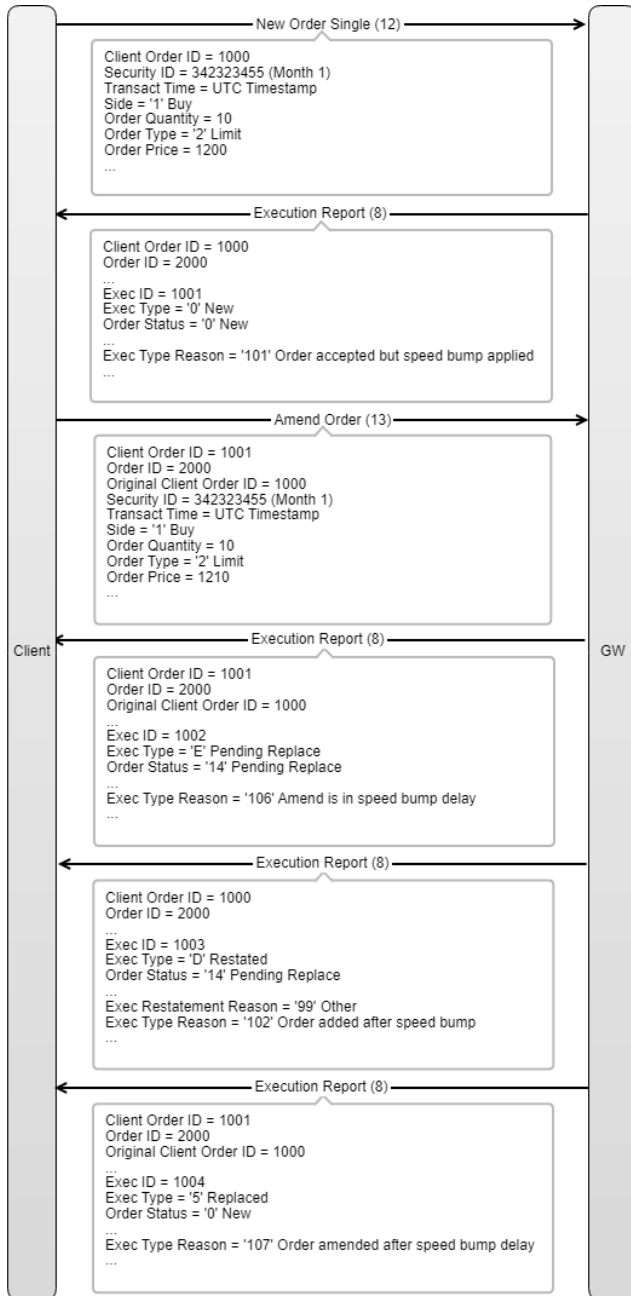 New Order Single (12)
Client Order ID = 1000
Security ID = 342323455 (Month 1)
Transact Time = UTC Timestamp
Side = '1' Buy
Order Quantity = 10
Order Type = '2' Limit
Order Price = 1200
...
Execution Report (8)
Client Order ID = 1000
Order ID = 2000
...
Exec ID = 1001
Exec Type = '0' New
Order Status = '0' New
...
Exec Type Reason = '101' Order accepted but speed bump applied
...
Amend Order (13)
Client Order ID = 1001
Order ID = 2000
Original Client Order ID = 1000
Security ID = 342323455 (Month 1)
Transact Time = UTC Timestamp
Side = '1' Buy
Order Quantity = 10
Order Type = '2' Limit
Order Price = 1210
...
Client
Execution Report (8)
GW
Client Order ID = 1001
Order ID = 2000
Original Client Order ID = 1000
...
Exec ID = 1002
Exec Type = 'E' Pending Replace
Order Status = '14' Pending Replace
...
Exec Type Reason = '106' Amend is in speed bump delay
...
Execution Report (8)
Client Order ID = 1000
Order ID = 2000
...
Exec ID = 1003
Exec Type = 'D' Restated
Order Status = '14' Pending Replace
...
Exec Restatement Reason = '99' Other
Exec Type Reason = '102' Order added after speed bump
...
Execution Report (8)
Client Order ID = 1001
Order ID = 2000
Original Client Order ID = 1000
...
Exec ID = 1004
Exec Type = '5' Replaced
Order Status = '0' New
...
Exec Type Reason = '107' Order amended after speed bump delay
...